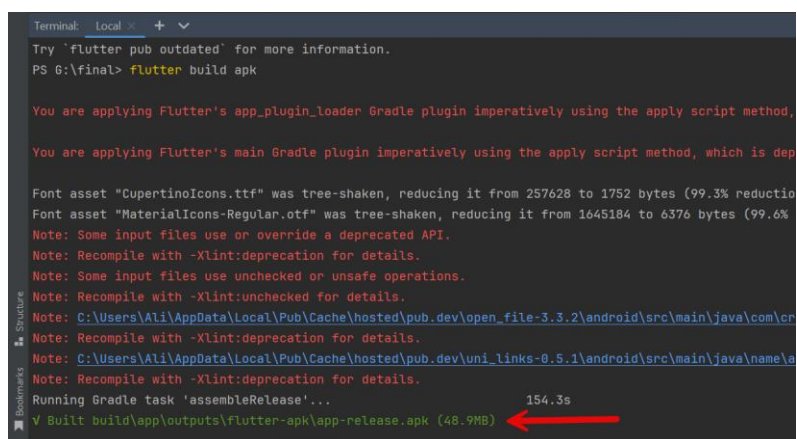 Terminal: Local × +
Try `flutter pub outdated` for more information.
PS G:\final> flutter build apk
You are applying Flutter's app_plugin_loader Gradle plugin imperatively using the apply script method,
You are applying Flutter's main Gradle plugin imperatively using the apply script method, which is dep
Font asset "CupertinoIcons.ttf" was tree-shaken, reducing it from 257628 to 1752 bytes (99.3% reductio
Font asset "MaterialIcons-Regular.otf" was tree-shaken, reducing it from 1645184 to 6376 bytes (99.6%
Note: Some input files use or override a deprecated API.
Note: Recompile with -Xlint:deprecation for details.
Note: Some input files use unchecked or unsafe operations.
Note: Recompile with -Xlint:unchecked for details.
Note: C:\Users\Ali\AppData\Local\Pub\Cache\hosted\pub.dev\open_file-3.3.2\android\src\main\java\com\cr
Note: Recompile with -Xlint:deprecation for details.
Note: C:\Users\Ali\AppData\Local\Pub\Cache\hosted\pub.dev\uni_links-0.5.1\android\src\main\java\name\a
Note: Recompile with -Xlint:deprecation for details.
Running Gradle task 'assembleRelease'... 154.3s
√ Built build\app\outputs\flutter-apk\app-release.apk (48.9MB)
Structure
Bookmarks